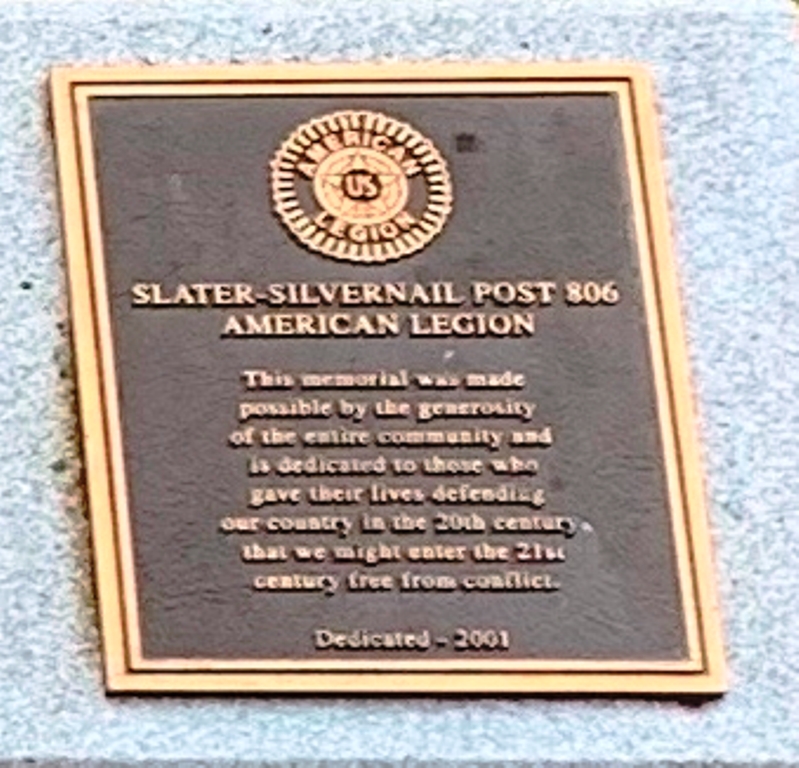 AMERICAN
US
LEGION
SLATER-SILVERNAIL POST 806
AMERICAN LEGION
This memorial was made
possible by the generosity
of the entire community and
is dedicated to those who
gave their lives defending
our country in the 20th century,
that we might enter the 21st
century free from conflict.
Dedicated - 2001